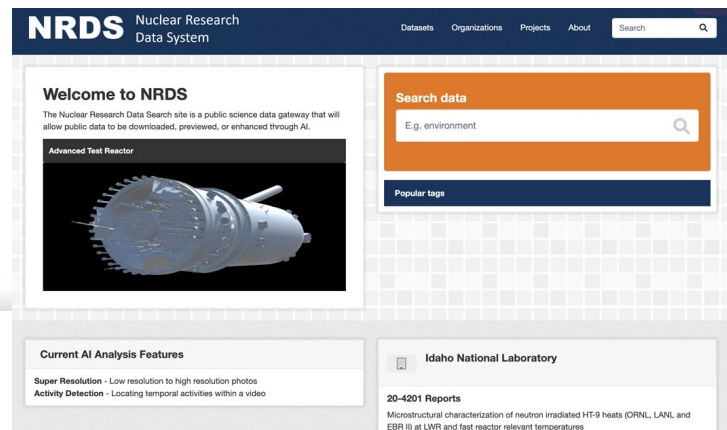 NRDS
Nuclear Research
Data System
Datasets
Organizations
Projects
About
Search
Welcome to NRDS
The Nuclear Research Data Search site is a public science data gateway that will
allow public data to be downloaded, previewed, or enhanced through AI.
Advanced Test Reactor
Search data
E.g. environment
Popular tags
Current AI Analysis Features
Super Resolution - Low resolution to high resolution photos
Activity Detection - Locating temporal activities within a video
Idaho National Laboratory
20-4201 Reports
Microstructural characterization of neutron irradiated HT-9 heats (ORNL, LANL and
EBR II) at LWR and fast reactor relevant temperatures